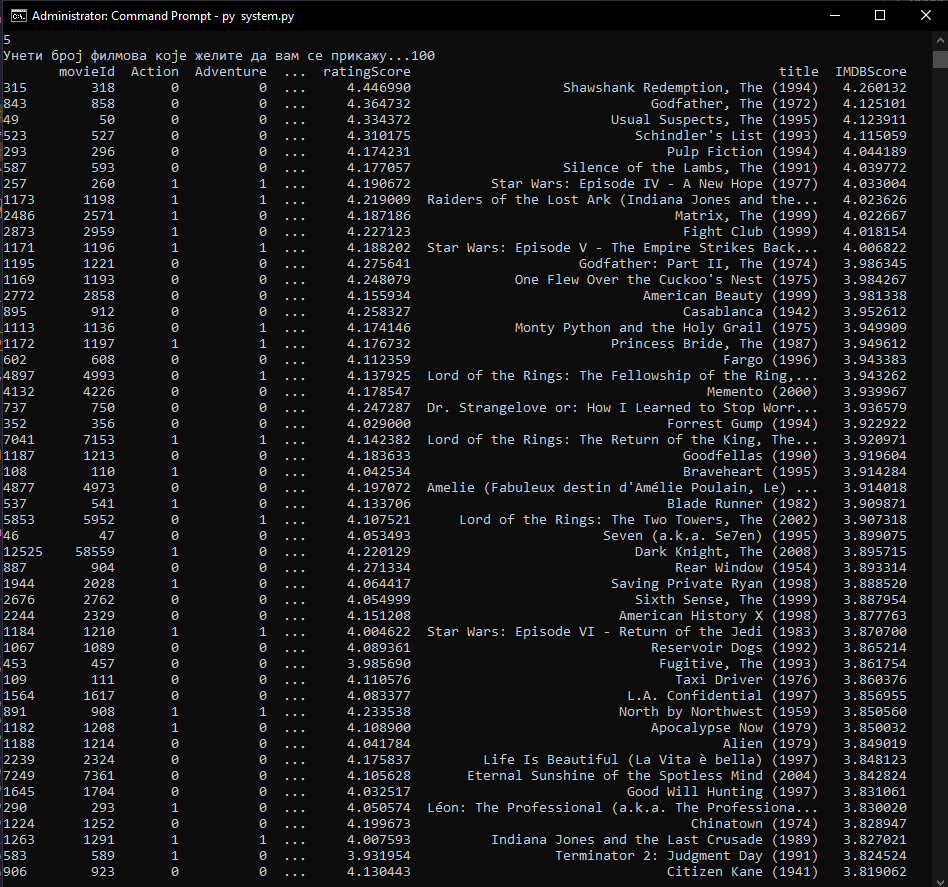 Administrator: Command Prompt - py system.py
5
Унети број филмова које желите да вам се прикажу...100
movieId Action Adventure ... ratingScore title IMDBScore
315 318 0 0 ... 4.446990 Shawshank Redemption, The (1994) 4.260132
843 858 0 0 ... 4.364732 Godfather, The (1972) 4.125101
49 50 0 0 ... 4.334372 Usual Suspects, The (1995) 4.123911
523 527 0 0 ... 4.310175 Schindler's List (1993) 4.115059
293 296 0 0 ... 4.174231 Pulp Fiction (1994) 4.044189
587 593 0 0 ... 4.177057 Silence of the Lambs, The (1991) 4.039772
257 260 1 1 ... 4.190672 Star Wars: Episode IV - A New Hope (1977) 4.033004
1173 1198 1 1 ... 4.219009 Raiders of the Lost Ark (Indiana Jones and the... 4.023626
2486 2571 1 0 ... 4.187186 Matrix, The (1999) 4.022667
2873 2959 1 0 ... 4.227123 Fight Club (1999) 4.018154
1171 1196 1 1 ... 4.188202 Star Wars: Episode V - The Empire Strikes Back... 4.006822
1195 1221 0 0 ... 4.275641 Godfather: Part II, The (1974) 3.986345
1169 1193 0 0 ... 4.248079 One Flew Over the Cuckoo's Nest (1975) 3.984267
2772 2858 0 0 ... 4.155934 American Beauty (1999) 3.981338
895 912 0 0 ... 4.258327 Casablanca (1942) 3.952612
1113 1136 0 1 ... 4.174146 Monty Python and the Holy Grail (1975) 3.949909
1172 1197 1 1 ... 4.176732 Princess Bride, The (1987) 3.949612
602 608 0 0 ... 4.112359 Fargo (1996) 3.943383
4897 4993 0 1 ... 4.137925 Lord of the Rings: The Fellowship of the Ring,... 3.943262
4132 4226 0 0 ... 4.178547 Memento (2000) 3.939967
737 750 0 0 ... 4.247287 Dr. Strangelove or: How I Learned to Stop Worr... 3.936579
352 356 0 0 ... 4.029000 Forrest Gump (1994) 3.922922
7041 7153 1 1 ... 4.142382 Lord of the Rings: The Return of the King, The... 3.920971
1187 1213 0 0 ... 4.183633 Goodfellas (1990) 3.919604
108 110 1 0 ... 4.042534 Braveheart (1995) 3.914284
4877 4973 0 0 ... 4.197072 Amelie (Fabuleux destin d'Amélie Poulain, Le) ... 3.914018
537 541 1 0 ... 4.133706 Blade Runner (1982) 3.909871
5853 5952 0 1 ... 4.107521 Lord of the Rings: The Two Towers, The (2002) 3.907318
46 47 0 0 ... 4.053493 Seven (a.k.a. Se7en) (1995) 3.899075
12525 58559 1 0 ... 4.220129 Dark Knight, The (2008) 3.895715
887 904 0 0 ... 4.271334 Rear Window (1954) 3.893314
1944 2028 1 0 ... 4.064417 Saving Private Ryan (1998) 3.888520
2676 2762 0 0 ... 4.054999 Sixth Sense, The (1999) 3.887954
2244 2329 0 0 ... 4.151208 American History X (1998) 3.877763
1184 1210 1 1 ... 4.004622 Star Wars: Episode VI - Return of the Jedi (1983) 3.870700
1067 1089 0 0 ... 4.089361 Reservoir Dogs (1992) 3.865214
453 457 0 0 ... 3.985690 Fugitive, The (1993) 3.861754
109 111 0 0 ... 4.110576 Taxi Driver (1976) 3.860376
1564 1617 0 0 ... 4.083377 L.A. Confidential (1997) 3.856955
891 908 1 1 ... 4.233538 North by Northwest (1959) 3.850560
1182 1208 1 0 ... 4.108900 Apocalypse Now (1979) 3.850032
1188 1214 0 0 ... 4.041784 Alien (1979) 3.849019
2239 2324 0 0 ... 4.175837 Life Is Beautiful (La Vita è bella) (1997) 3.848123
7249 7361 0 0 ... 4.105628 Eternal Sunshine of the Spotless Mind (2004) 3.842824
1645 1704 0 0 ... 4.032517 Good Will Hunting (1997) 3.831061
290 293 1 0 ... 4.050574 Léon: The Professional (a.k.a. The Professiona... 3.830020
1224 1252 0 0 ... 4.199673 Chinatown (1974) 3.828947
1263 1291 1 1 ... 4.007593 Indiana Jones and the Last Crusade (1989) 3.827021
583 589 1 0 ... 3.931954 Terminator 2: Judgment Day (1991) 3.824524
906 923 0 0 ... 4.130443 Citizen Kane (1941) 3.819062